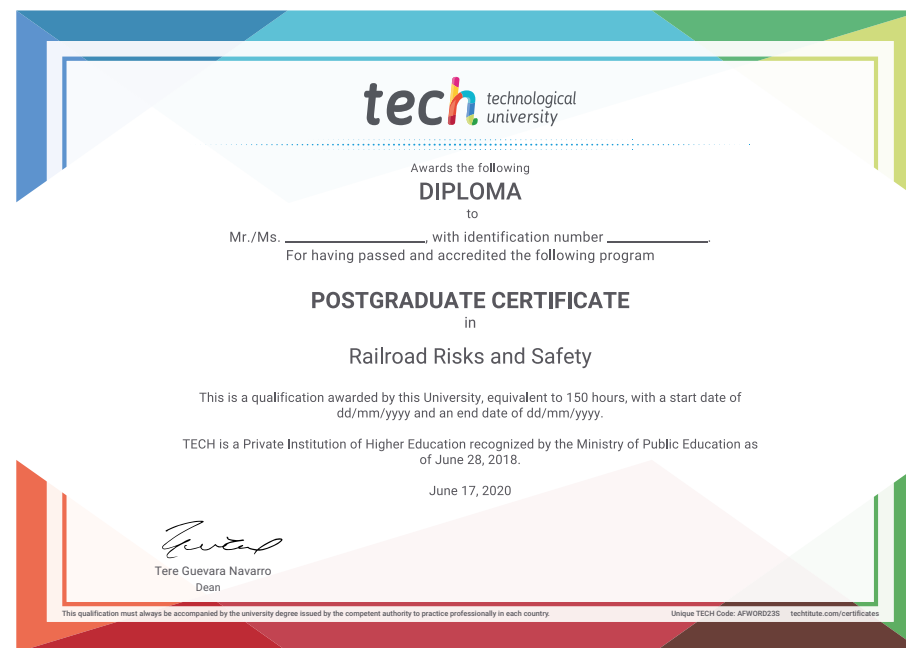 tech technological
university
Awards the following
DIPLOMA
to
Mr./Ms. ____________________, with identification number ______________.
For having passed and accredited the following program
POSTGRADUATE CERTIFICATE
in
Railroad Risks and Safety
This is a qualification awarded by this University, equivalent to 150 hours, with a start date of
dd/mm/yyyy and an end date of dd/mm/yyyy.
TECH is a Private Institution of Higher Education recognized by the Ministry of Public Education as
of June 28, 2018.
June 17, 2020
Tere Guevara Navarro
Dean
This qualification must always be accompanied by the university degree issued by the competent authority to practice professionally in each country. Unique TECH Code: AFWORD23S techtitute.com/certificates